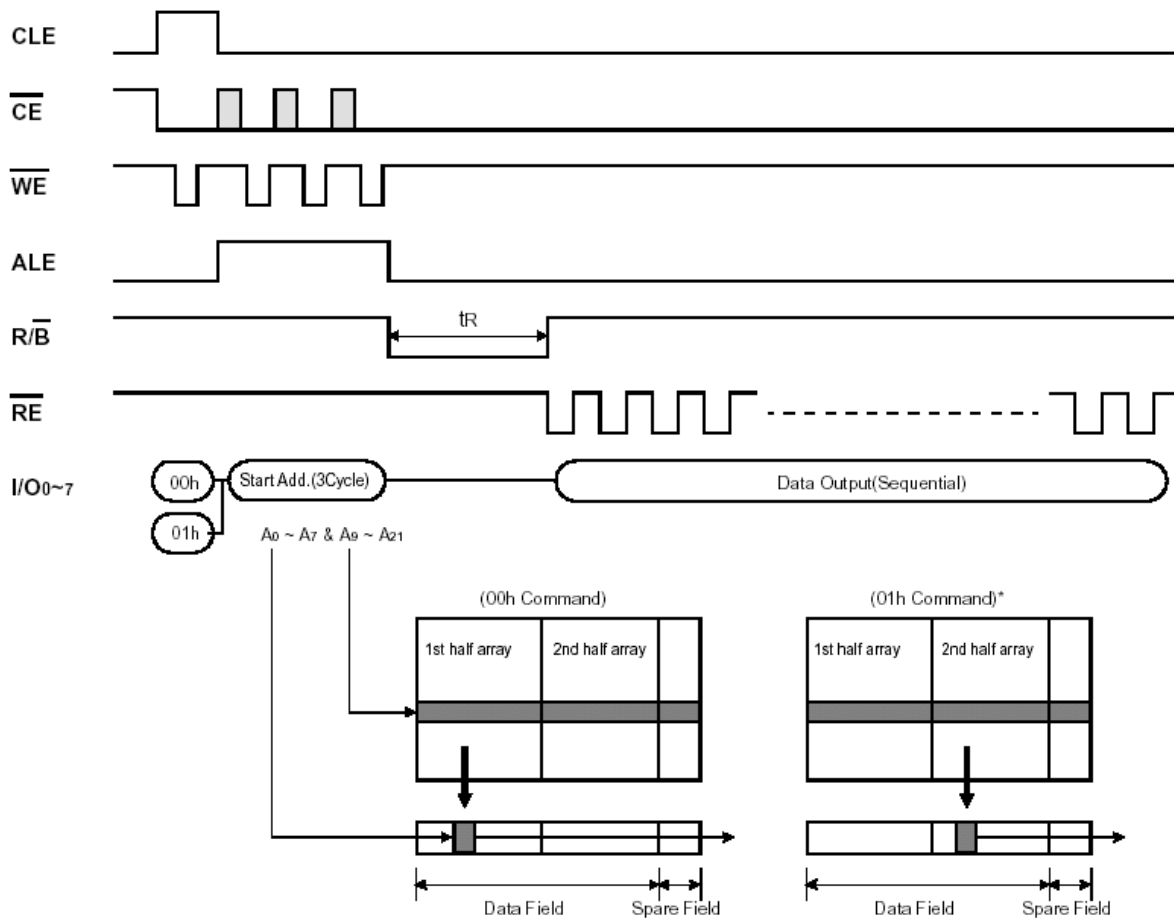 CLE
CE
WE
ALE
R/B
tR
RE
I/O0~7
00h
Start Add.(3Cycle)
Data Output(Sequential)
01h
A0 ~ A7 & A9 ~ A21
(00h Command)
(01h Command)*
1st half array
2nd half array
1st half array
2nd half array
Data Field
Spare Field
Data Field
Spare Field